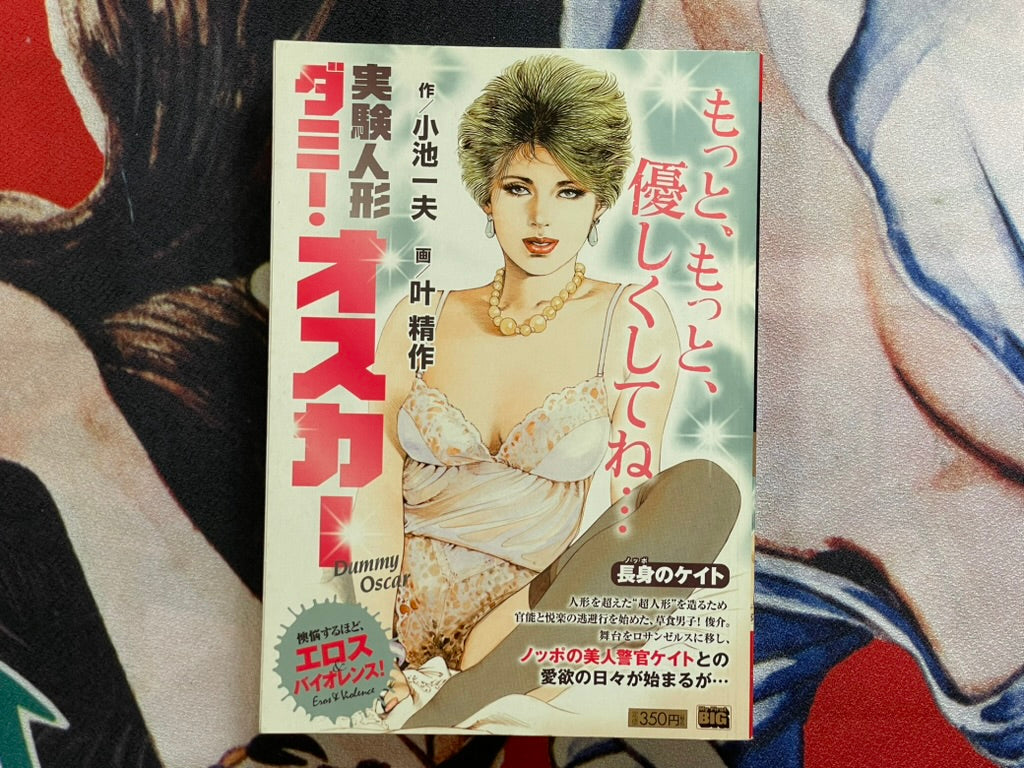 実験人形
ダミー・
オスカー
Dummy
Oscar
作/小池一夫
画/叶 精作
もっと、もっと、
優しくしてね…
ノッポ
長身のケイト
人形を超えた“超人形”を造るため
官能と悦楽の逃避行を始めた、草食男子!俊介。
舞台をロサンゼルスに移し、
ノッポの美人警官ケイトとの
愛欲の日々が始まるが…
懊悩するほど、
エロス
&
バイオレンス!
Eros & Violence
350円
My First
BIG